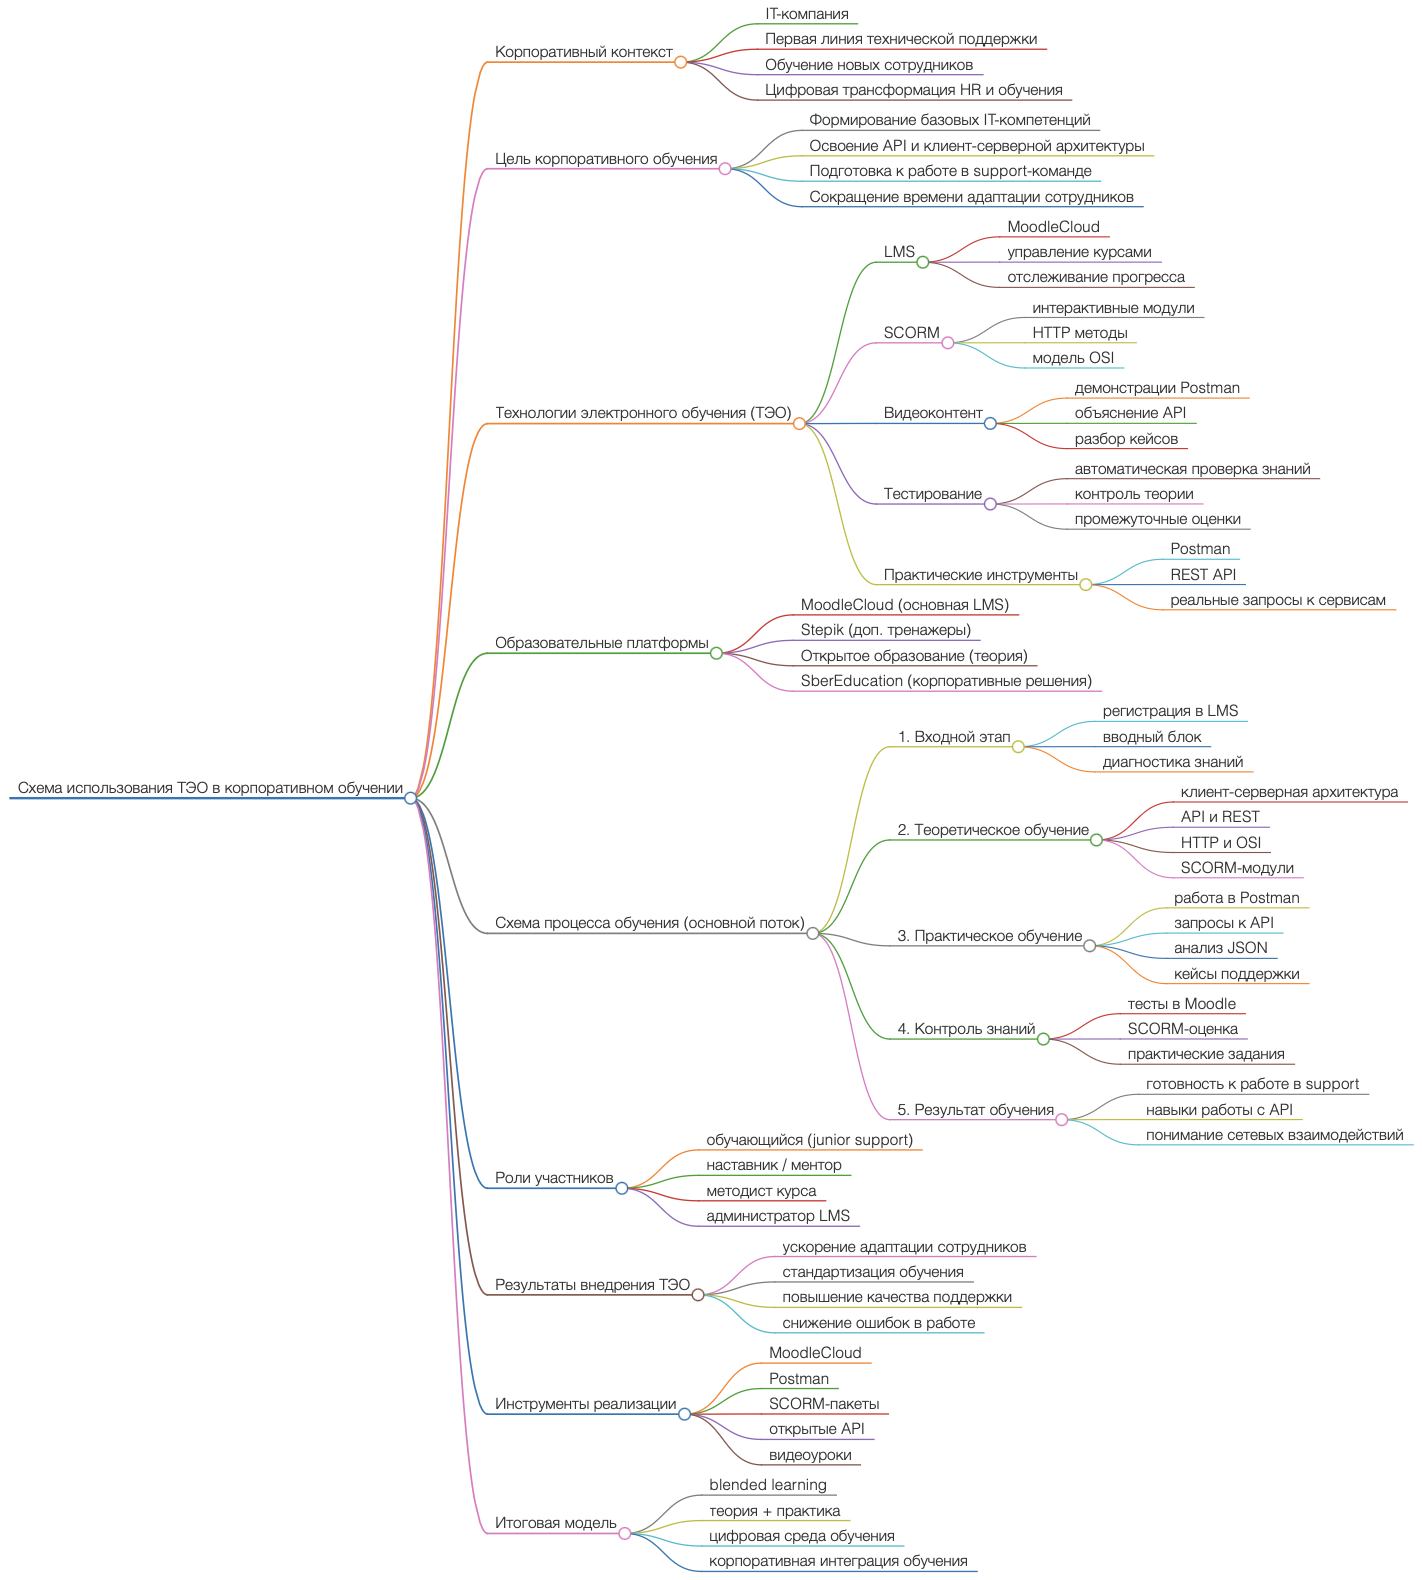 Схема использования ТЭО в корпоративном обучении
Корпоративный контекст
IT-компания
Первая линия технической поддержки
Обучение новых сотрудников
Цифровая трансформация HR и обучения
Цель корпоративного обучения
Формирование базовых IT-компетенций
Освоение API и клиент-серверной архитектуры
Подготовка к работе в support-команде
Сокращение времени адаптации сотрудников
Технологии электронного обучения (ТЭО)
LMS
MoodleCloud
управление курсами
отслеживание прогресса
SCORM
интерактивные модули
HTTP методы
модель OSI
Видеоконтент
демонстрации Postman
объяснение API
разбор кейсов
Тестирование
автоматическая проверка знаний
контроль теории
промежуточные оценки
Практические инструменты
Postman
REST API
реальные запросы к сервисам
Образовательные платформы
MoodleCloud (основная LMS)
Stepik (доп. тренажеры)
Открытое образование (теория)
SberEducation (корпоративные решения)
Схема процесса обучения (основной поток)
1. Входной этап
регистрация в LMS
вводный блок
диагностика знаний
2. Теоретическое обучение
клиент-серверная архитектура
API и REST
HTTP и OSI
SCORM-модули
3. Практическое обучение
работа в Postman
запросы к API
анализ JSON
кейсы поддержки
4. Контроль знаний
тесты в Moodle
SCORM-оценка
практические задания
5. Результат обучения
готовность к работе в support
навыки работы с API
понимание сетевых взаимодействий
Роли участников
обучающийся (junior support)
наставник / ментор
методист курса
администратор LMS
Результаты внедрения ТЭО
ускорение адаптации сотрудников
стандартизация обучения
повышение качества поддержки
снижение ошибок в работе
Инструменты реализации
MoodleCloud
Postman
SCORM-пакеты
открытые API
видеоуроки
Итоговая модель
blended learning
теория + практика
цифровая среда обучения
корпоративная интеграция обучения